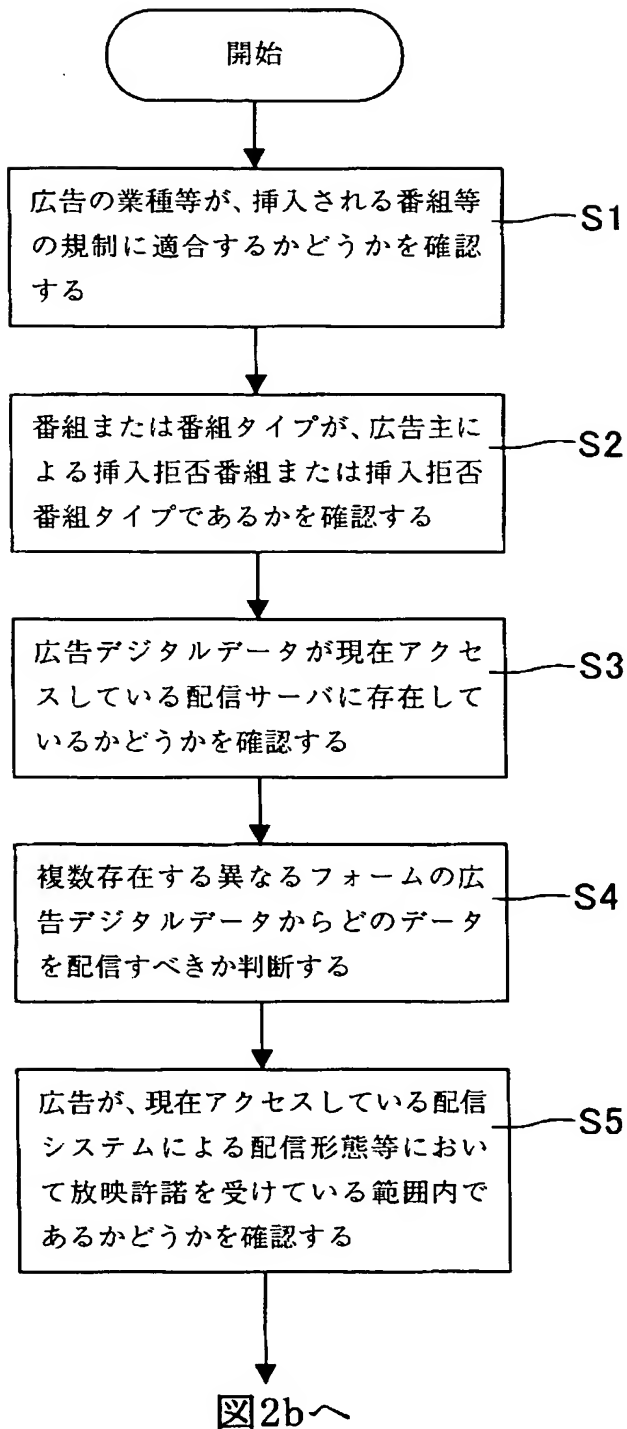 開始
広告の業種等が、挿入される番組等
の規制に適合するかどうかを確認
する
S1
番組または番組タイプが、広告主に
よる挿入拒否番組または挿入拒否
番組タイプであるかを確認する
S2
広告デジタルデータが現在アクセ
スしている配信サーバに存在して
いるかどうかを確認する
S3
複数存在する異なるフォームの広
告デジタルデータからどのデータ
を配信すべきか判断する
S4
広告が、現在アクセスしている配信
システムによる配信形態等におい
て放映許諾を受けている範囲内で
あるかどうかを確認する
S5
図2bへ